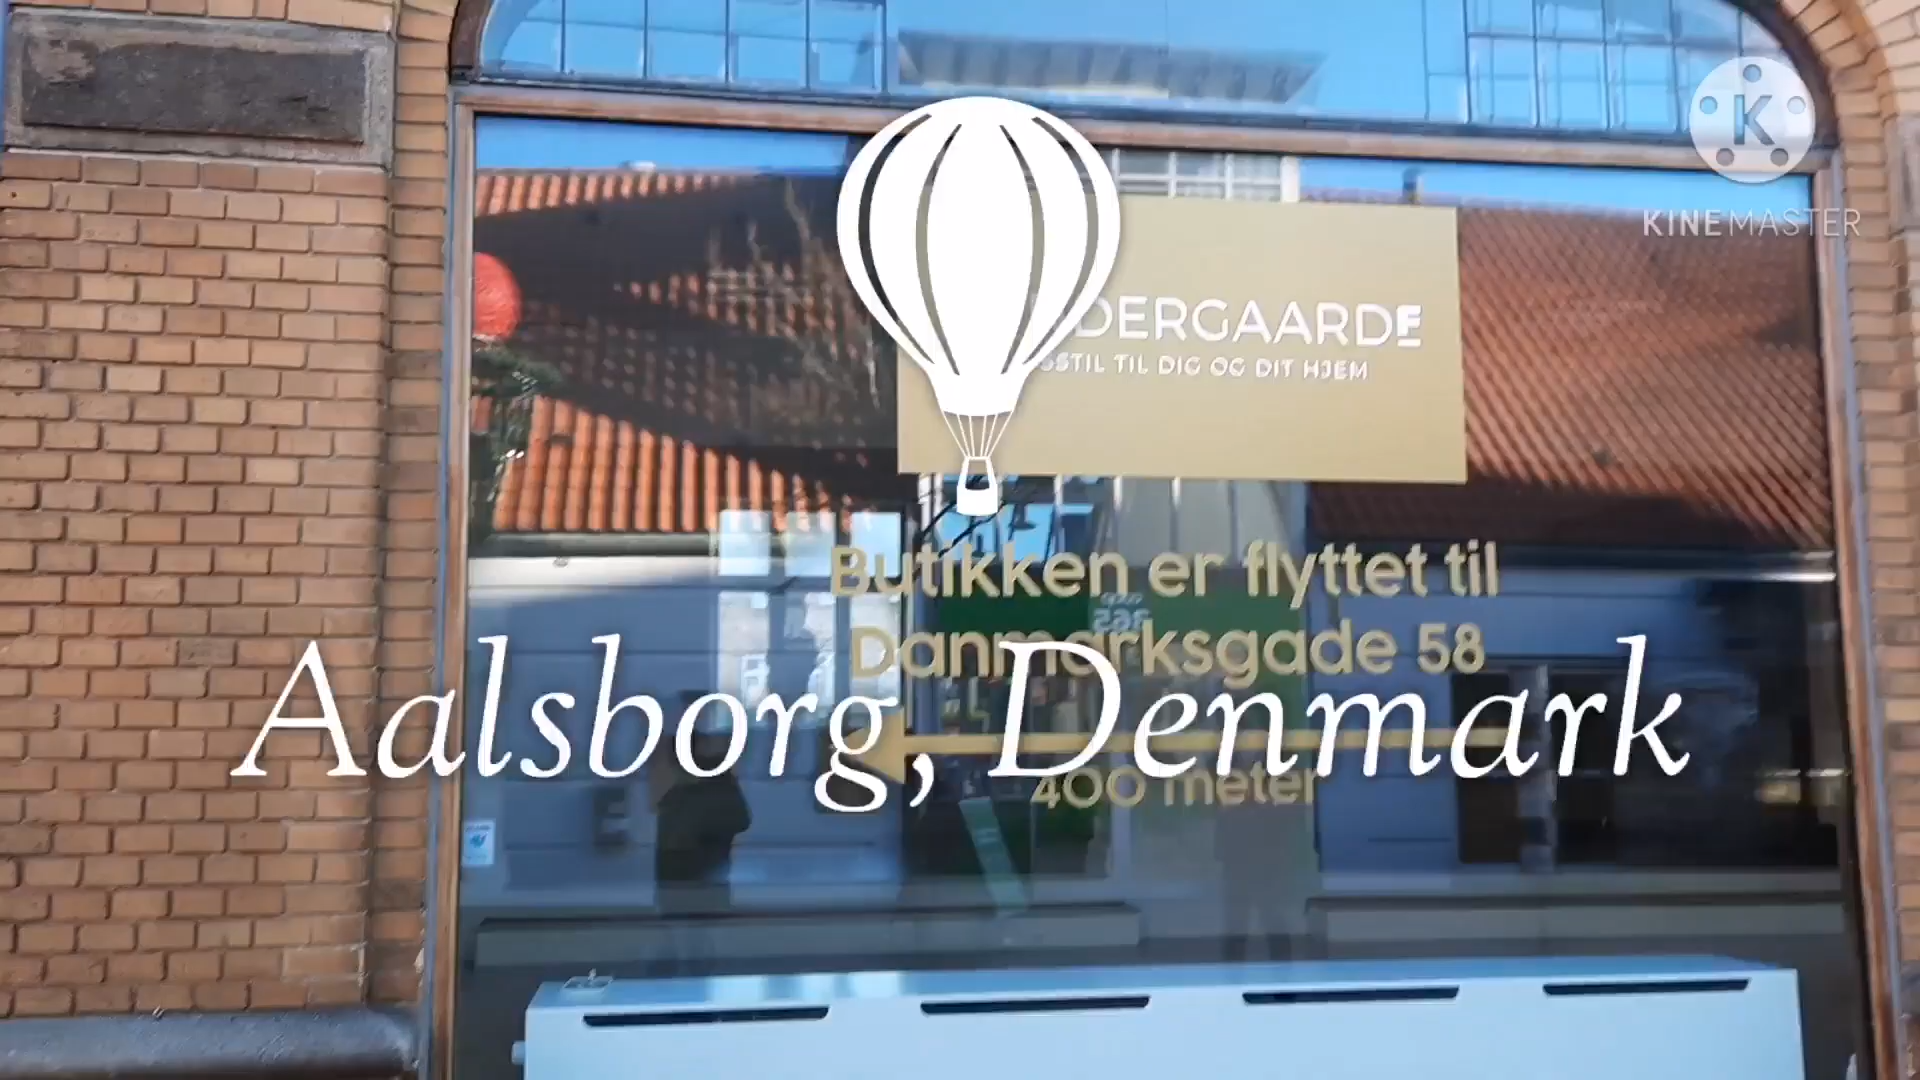 KINEMASTER
DERGAARDE
STIL TIL DIG OG DIT HJEM
Butikken er flyttet til
Danmarksgade 58
Aalsborg, Denmark
400 meter